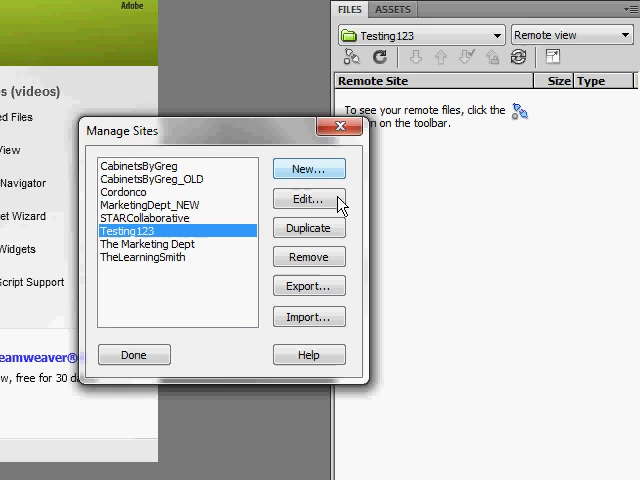 Adobe
s (videos)
ed Files
View
Navigator
et Wizard
Widgets
Script Support
eamweaver®
w, free for 30 d
FILES
ASSETS
Testing123
Remote view
Remote Site
Size
Type
To see your remote files, click the
on the toolbar.
Manage Sites
CabinetsByGreg
CabinetsByGreg_OLD
Cordonco
MarketingDept_NEW
STARCollaborative
Testing123
The Marketing Dept
TheLearningSmith
New...
Edit...
Duplicate
Remove
Export...
Import...
Done
Help